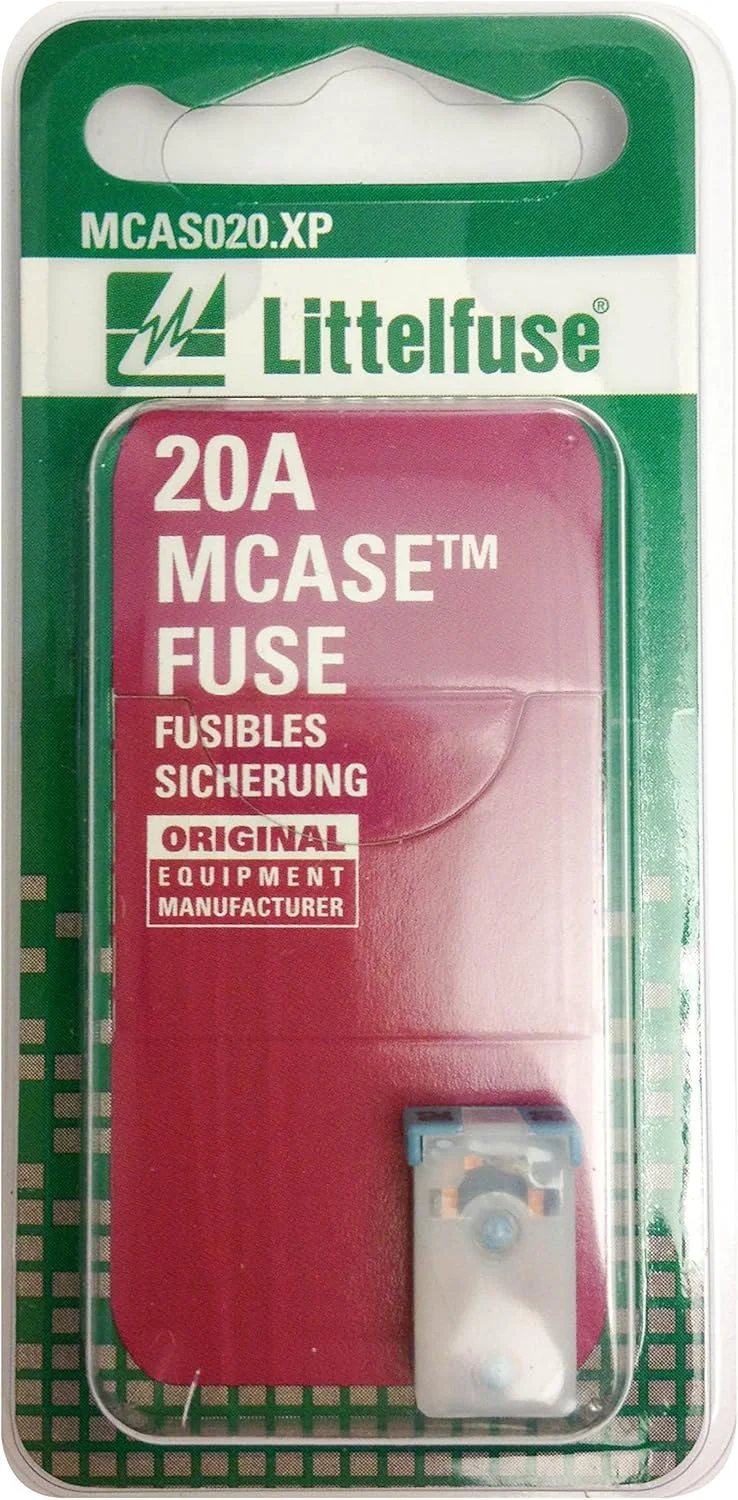 MCAS020.XP
Littelfuse®
20A
MCASE™
FUSE
FUSIBLES
SICHERUNG
ORIGINAL
EQUIPMENT
MANUFACTURER